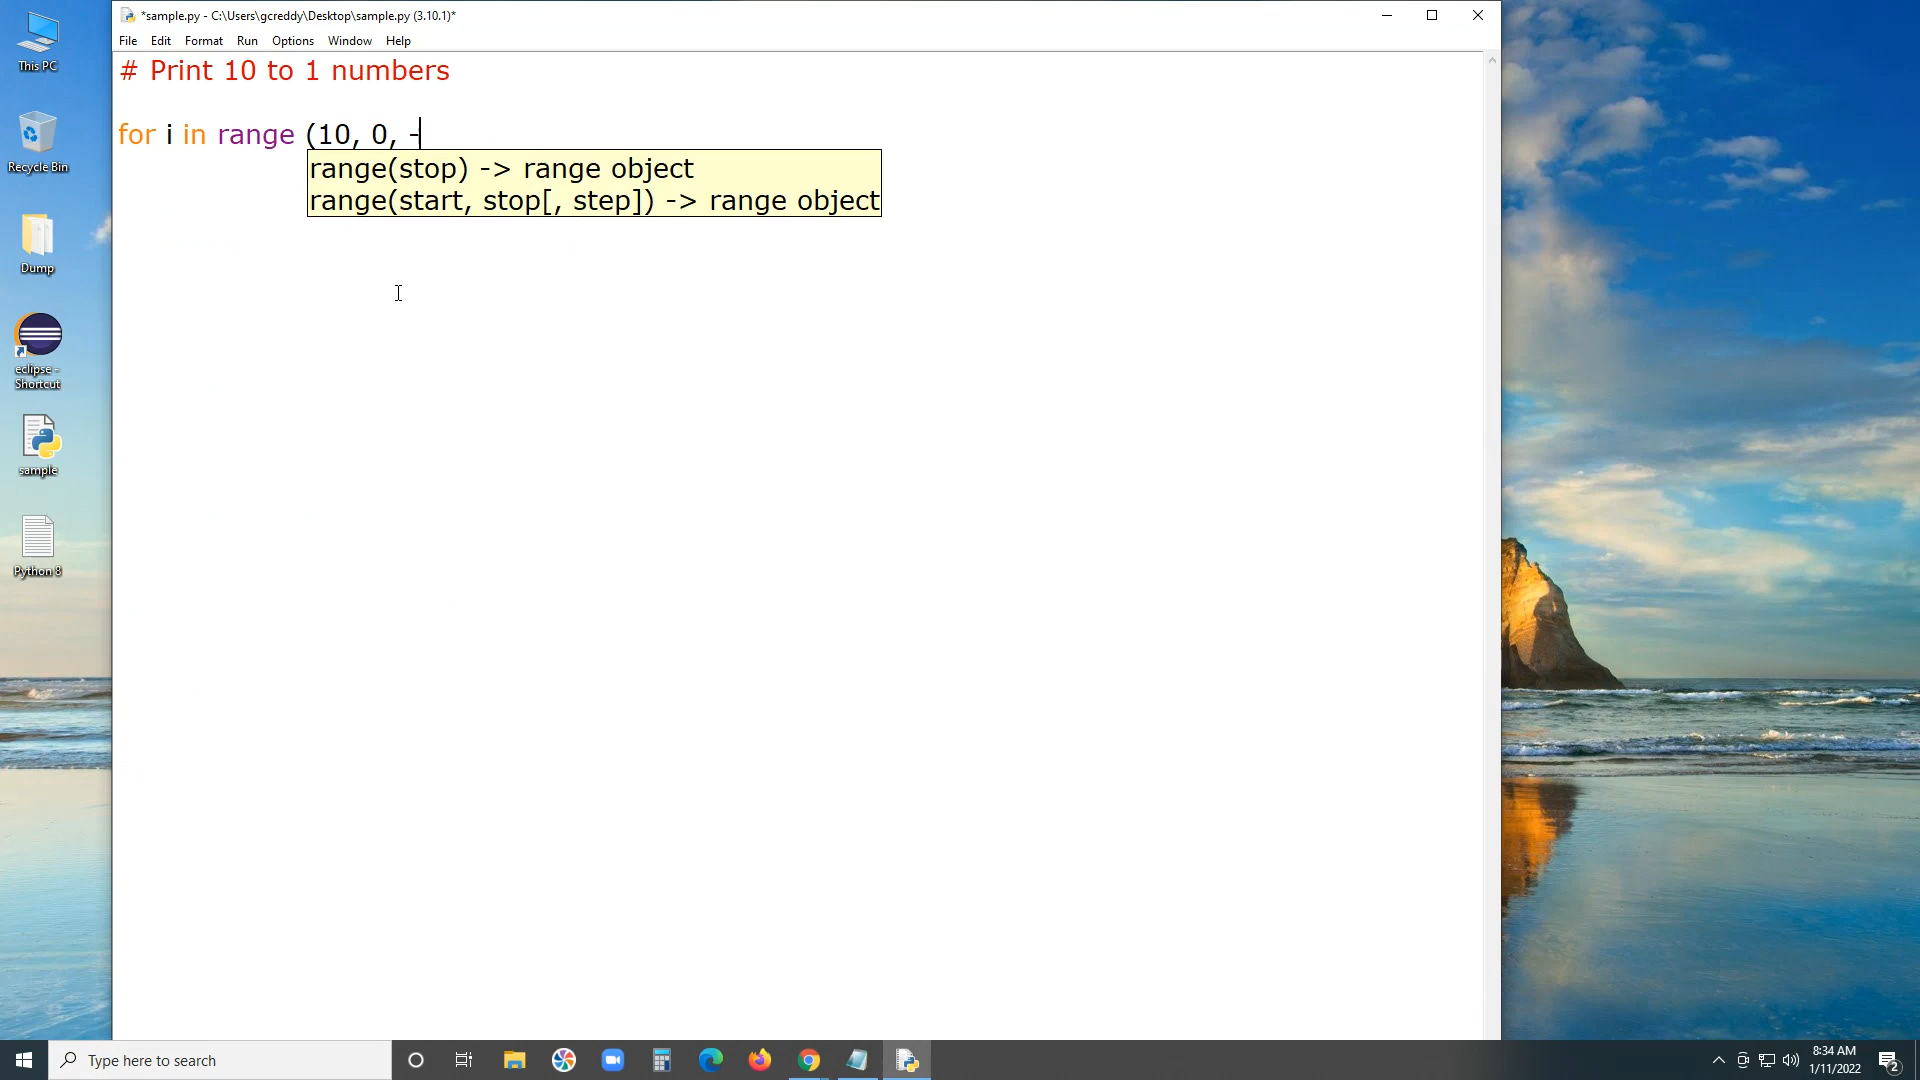 *sample.py - C:\Users\gcreddy\Desktop\sample.py (3.10.1)*
File Edit Format Run Options Window Help
# Print 10 to 1 numbers
for i in range (10, 0, -
range(stop) -> range object
range(start, stop[, step]) -> range object
This PC
Recycle Bin
Dump
eclipse -
Shortcut
sample
Python 8
Type here to search
8:34 AM
1/11/2022
2